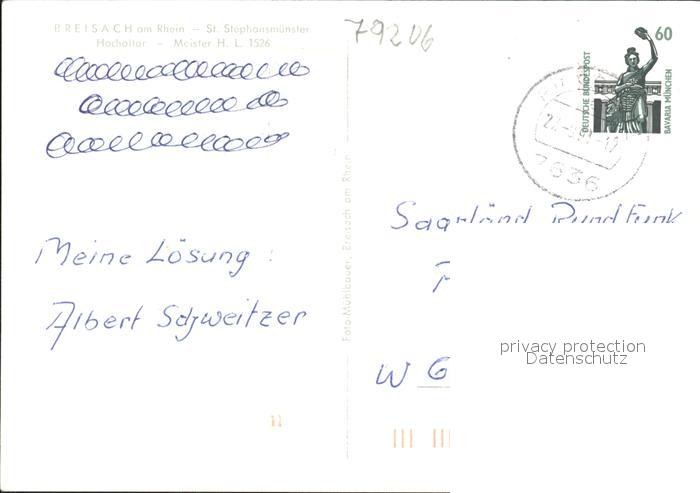 BREISACH am Rhein – St. Stephansmünster
Hochaltar – Meister H. L. 1526
79206
Meine Lösung :
Albert Schweitzer
Foto-Mühlbauer, Breisach am Rhein
60
DEUTSCHE BUNDESPOST
BAVARIA MÜNCHEN
7636
Saarländ Rundfunk
W 6
privacy protection
Datenschutz